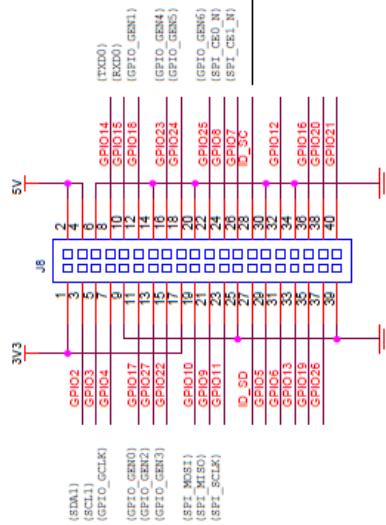 (TXD0)
(RXD0)
(GPIO_GEN1)
(GPIO_GEN4)
(GPIO_GEN5)
(GPIO_GEN6)
(SPI_CE0_N)
(SPI_CE1_N)
GPIO14
GPIO15
GPIO18
GPIO23
GPIO24
GPIO25
GPIO8
GPIO7
ID_SC
GPIO12
GPIO16
GPIO20
GPIO21
5V
2
4
6
8
10
12
14
16
18
20
22
24
26
28
30
32
34
36
38
40
J8
1
3
5
7
9
11
13
15
17
19
21
23
25
27
29
31
33
35
37
39
3V3
GPIO2
GPIO3
GPIO4
GPIO17
GPIO27
GPIO22
GPIO10
GPIO9
GPIO11
ID_SD
GPIO5
GPIO6
GPIO13
GPIO19
GPIO26
(SDA1)
(SCL1)
(GPIO_GCLK)
(GPIO_GEN0)
(GPIO_GEN2)
(GPIO_GEN3)
(SPI_MOSI)
(SPI_MISO)
(SPI_SCLK)